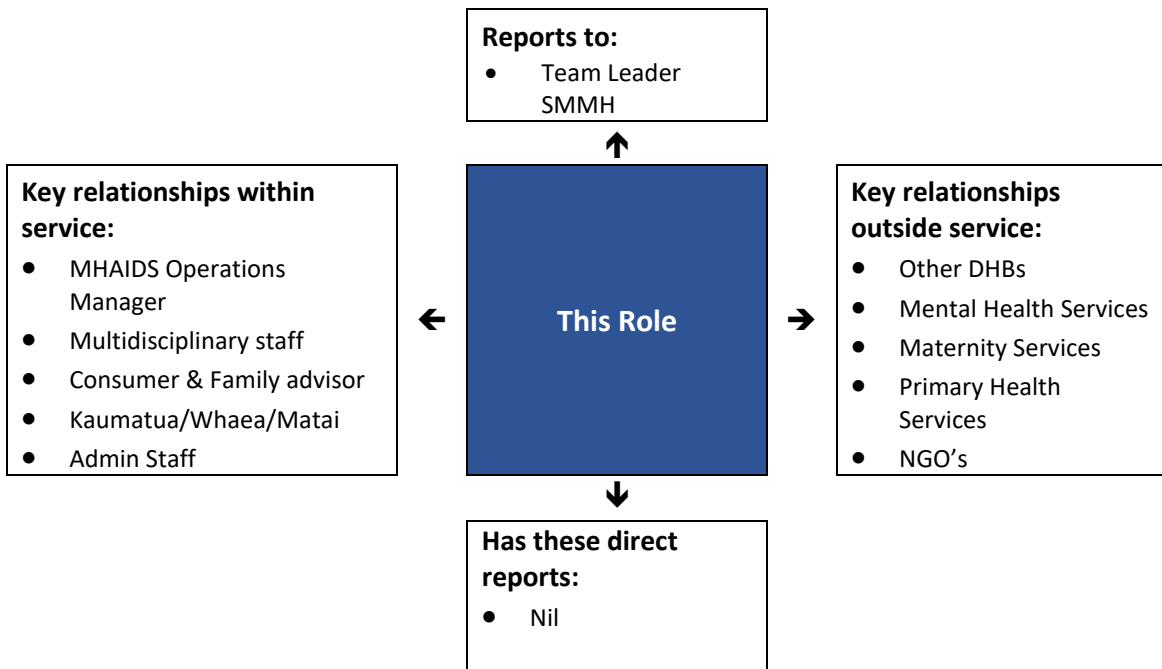 Reports to:
• Team Leader
SMMH
Key relationships within
service:
• MHAIDS Operations
Manager
• Multidisciplinary staff
• Consumer & Family advisor
• Kaumatua/Whaea/Matai
• Admin Staff
This Role
Key relationships
outside service:
• Other DHBs
• Mental Health Services
• Maternity Services
• Primary Health
Services
• NGO’s
Has these direct
reports:
• Nil